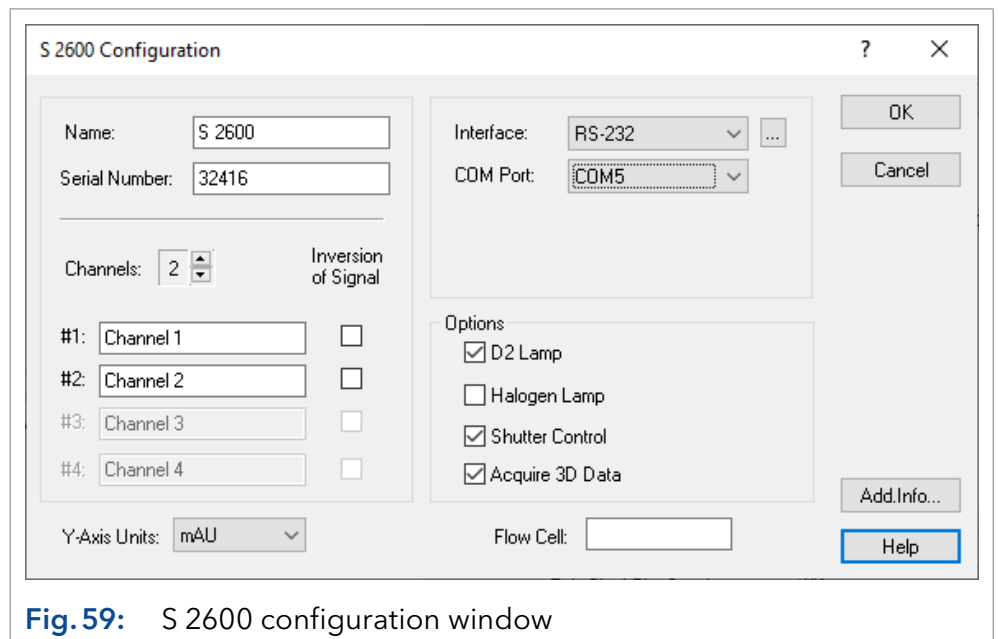 S 2600 Configuration
?
Name: S 2600
Serial Number: 32416
Channels: 2
Inversion
of Signal
#1: Channel 1
#2: Channel 2
#3: Channel 3
#4: Channel 4
Y-Axis Units: mAU
Interface: RS-232 ...
COM Port: COM5
Options
D2 Lamp
Halogen Lamp
Shutter Control
Acquire 3D Data
Flow Cell:
OK
Cancel
Add.Info...
Help
Fig. 59: S 2600 configuration window